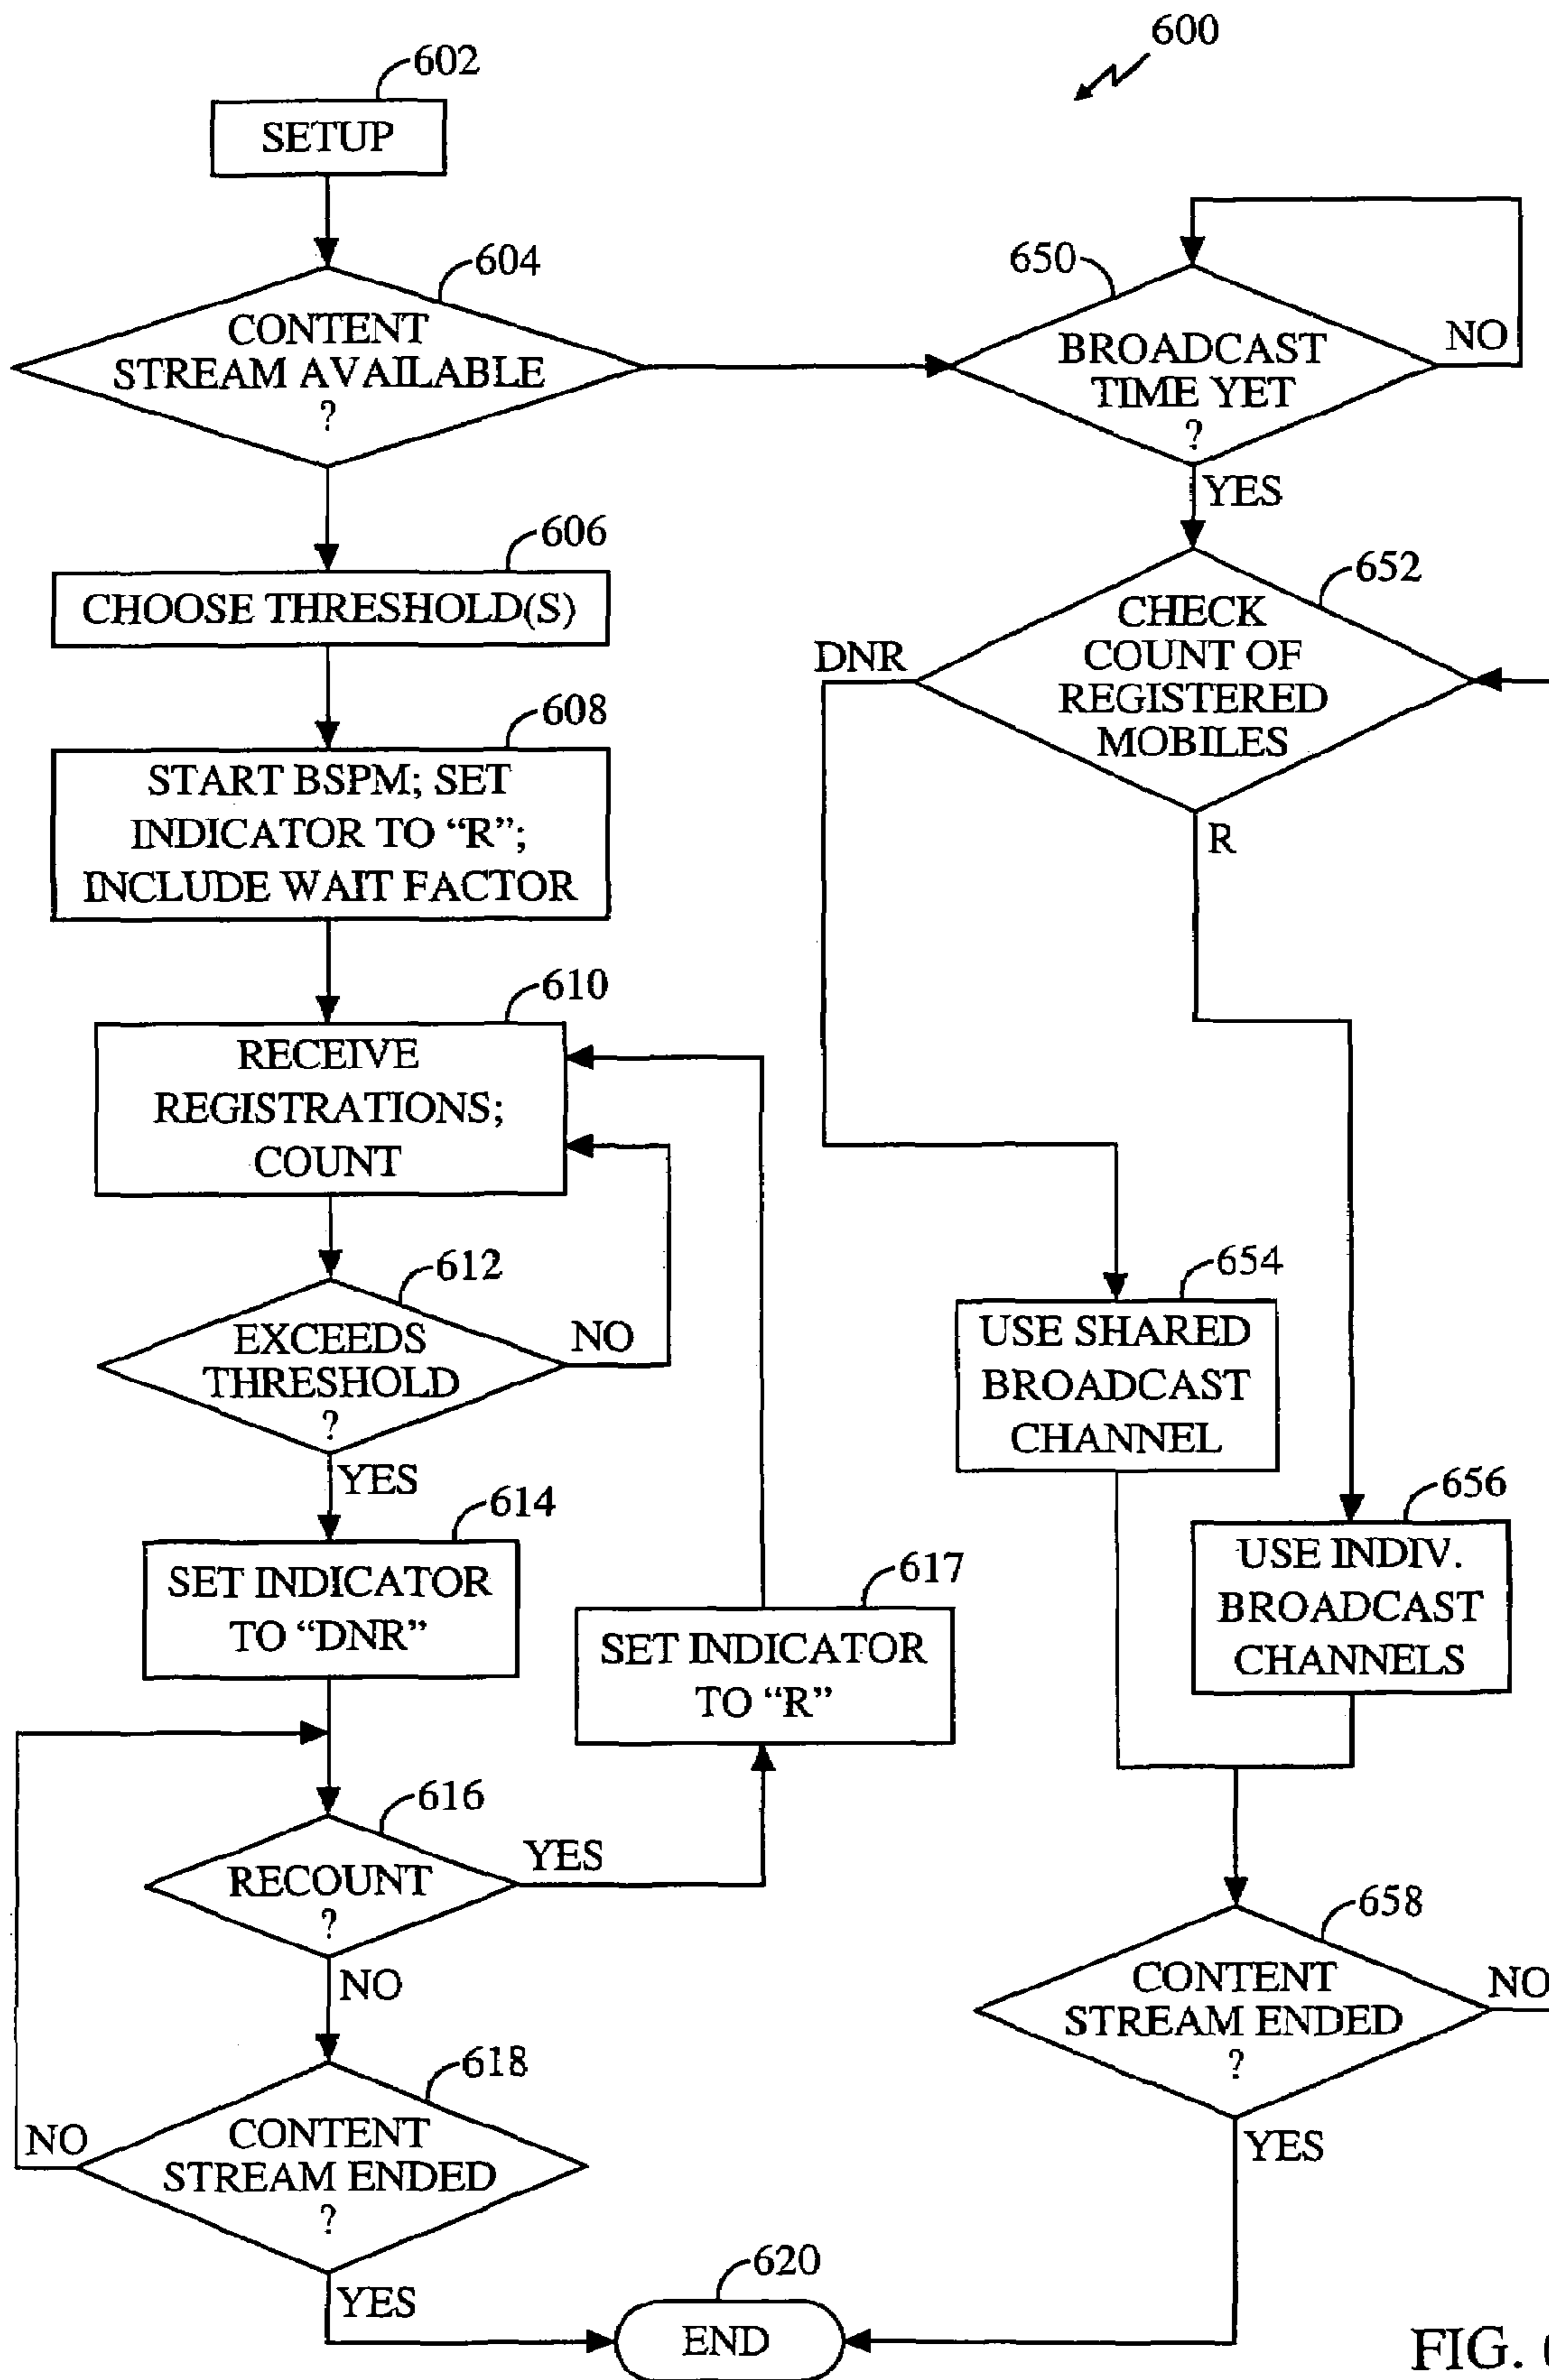 600
602
SETUP
604
CONTENT
STREAM AVAILABLE
?
606
CHOOSE THRESHOLD(S)
608
START BSPM; SET
INDICATOR TO “R”;
INCLUDE WAIT FACTOR
610
RECEIVE
REGISTRATIONS;
COUNT
612
EXCEEDS
THRESHOLD
?
NO
YES
614
SET INDICATOR
TO “DNR”
617
SET INDICATOR
TO “R”
616
RECOUNT
?
YES
NO
618
CONTENT
STREAM ENDED
?
NO
YES
620
END
650
BROADCAST
TIME YET
?
NO
YES
652
CHECK
COUNT OF
REGISTERED
MOBILES
DNR
R
654
USE SHARED
BROADCAST
CHANNEL
656
USE INDIV.
BROADCAST
CHANNELS
658
CONTENT
STREAM ENDED
?
NO
YES
FIG.